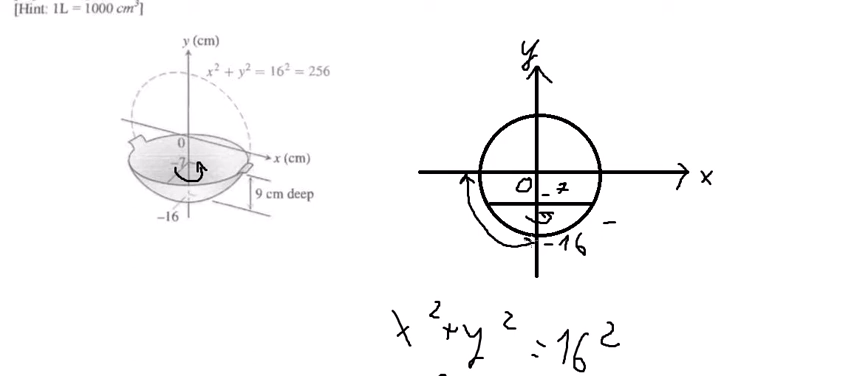 [Hint: 1L = 1000 cm³]
y (cm)
x² + y² = 16² = 256
0
-7
x (cm)
9 cm deep
-16
y
x
0
-7
-16
x² + y² = 16²